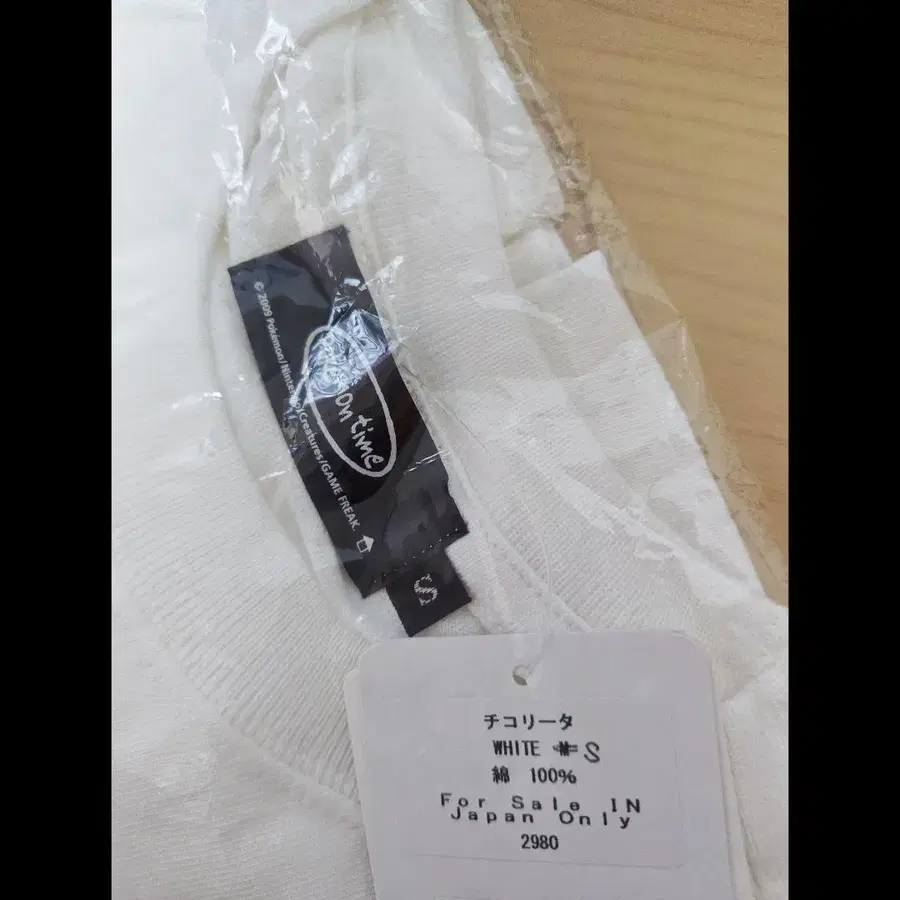 © 2009 Pokémon/Nintendo/Creatures/GAME FREAK.
on time
S
チコリータ
WHITE M S
綿 100%
For Sale IN
Japan Only
2980